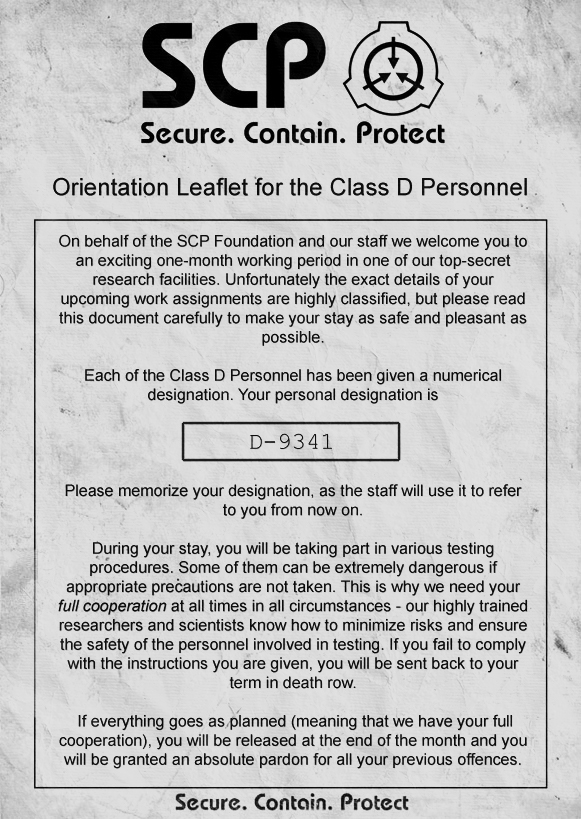 SCP
Secure. Contain. Protect
Orientation Leaflet for the Class D Personnel
On behalf of the SCP Foundation and our staff we welcome you to
an exciting one-month working period in one of our top-secret
research facilities. Unfortunately the exact details of your
upcoming work assignments are highly classified, but please read
this document carefully to make your stay as safe and pleasant as
possible.
Each of the Class D Personnel has been given a numerical
designation. Your personal designation is
D-9341
Please memorize your designation, as the staff will use it to refer
to you from now on.
During your stay, you will be taking part in various testing
procedures. Some of them can be extremely dangerous if
appropriate precautions are not taken. This is why we need your
full cooperation at all times in all circumstances - our highly trained
researchers and scientists know how to minimize risks and ensure
the safety of the personnel involved in testing. If you fail to comply
with the instructions you are given, you will be sent back to your
term in death row.
If everything goes as planned (meaning that we have your full
cooperation), you will be released at the end of the month and you
will be granted an absolute pardon for all your previous offences.
Secure. Contain. Protect